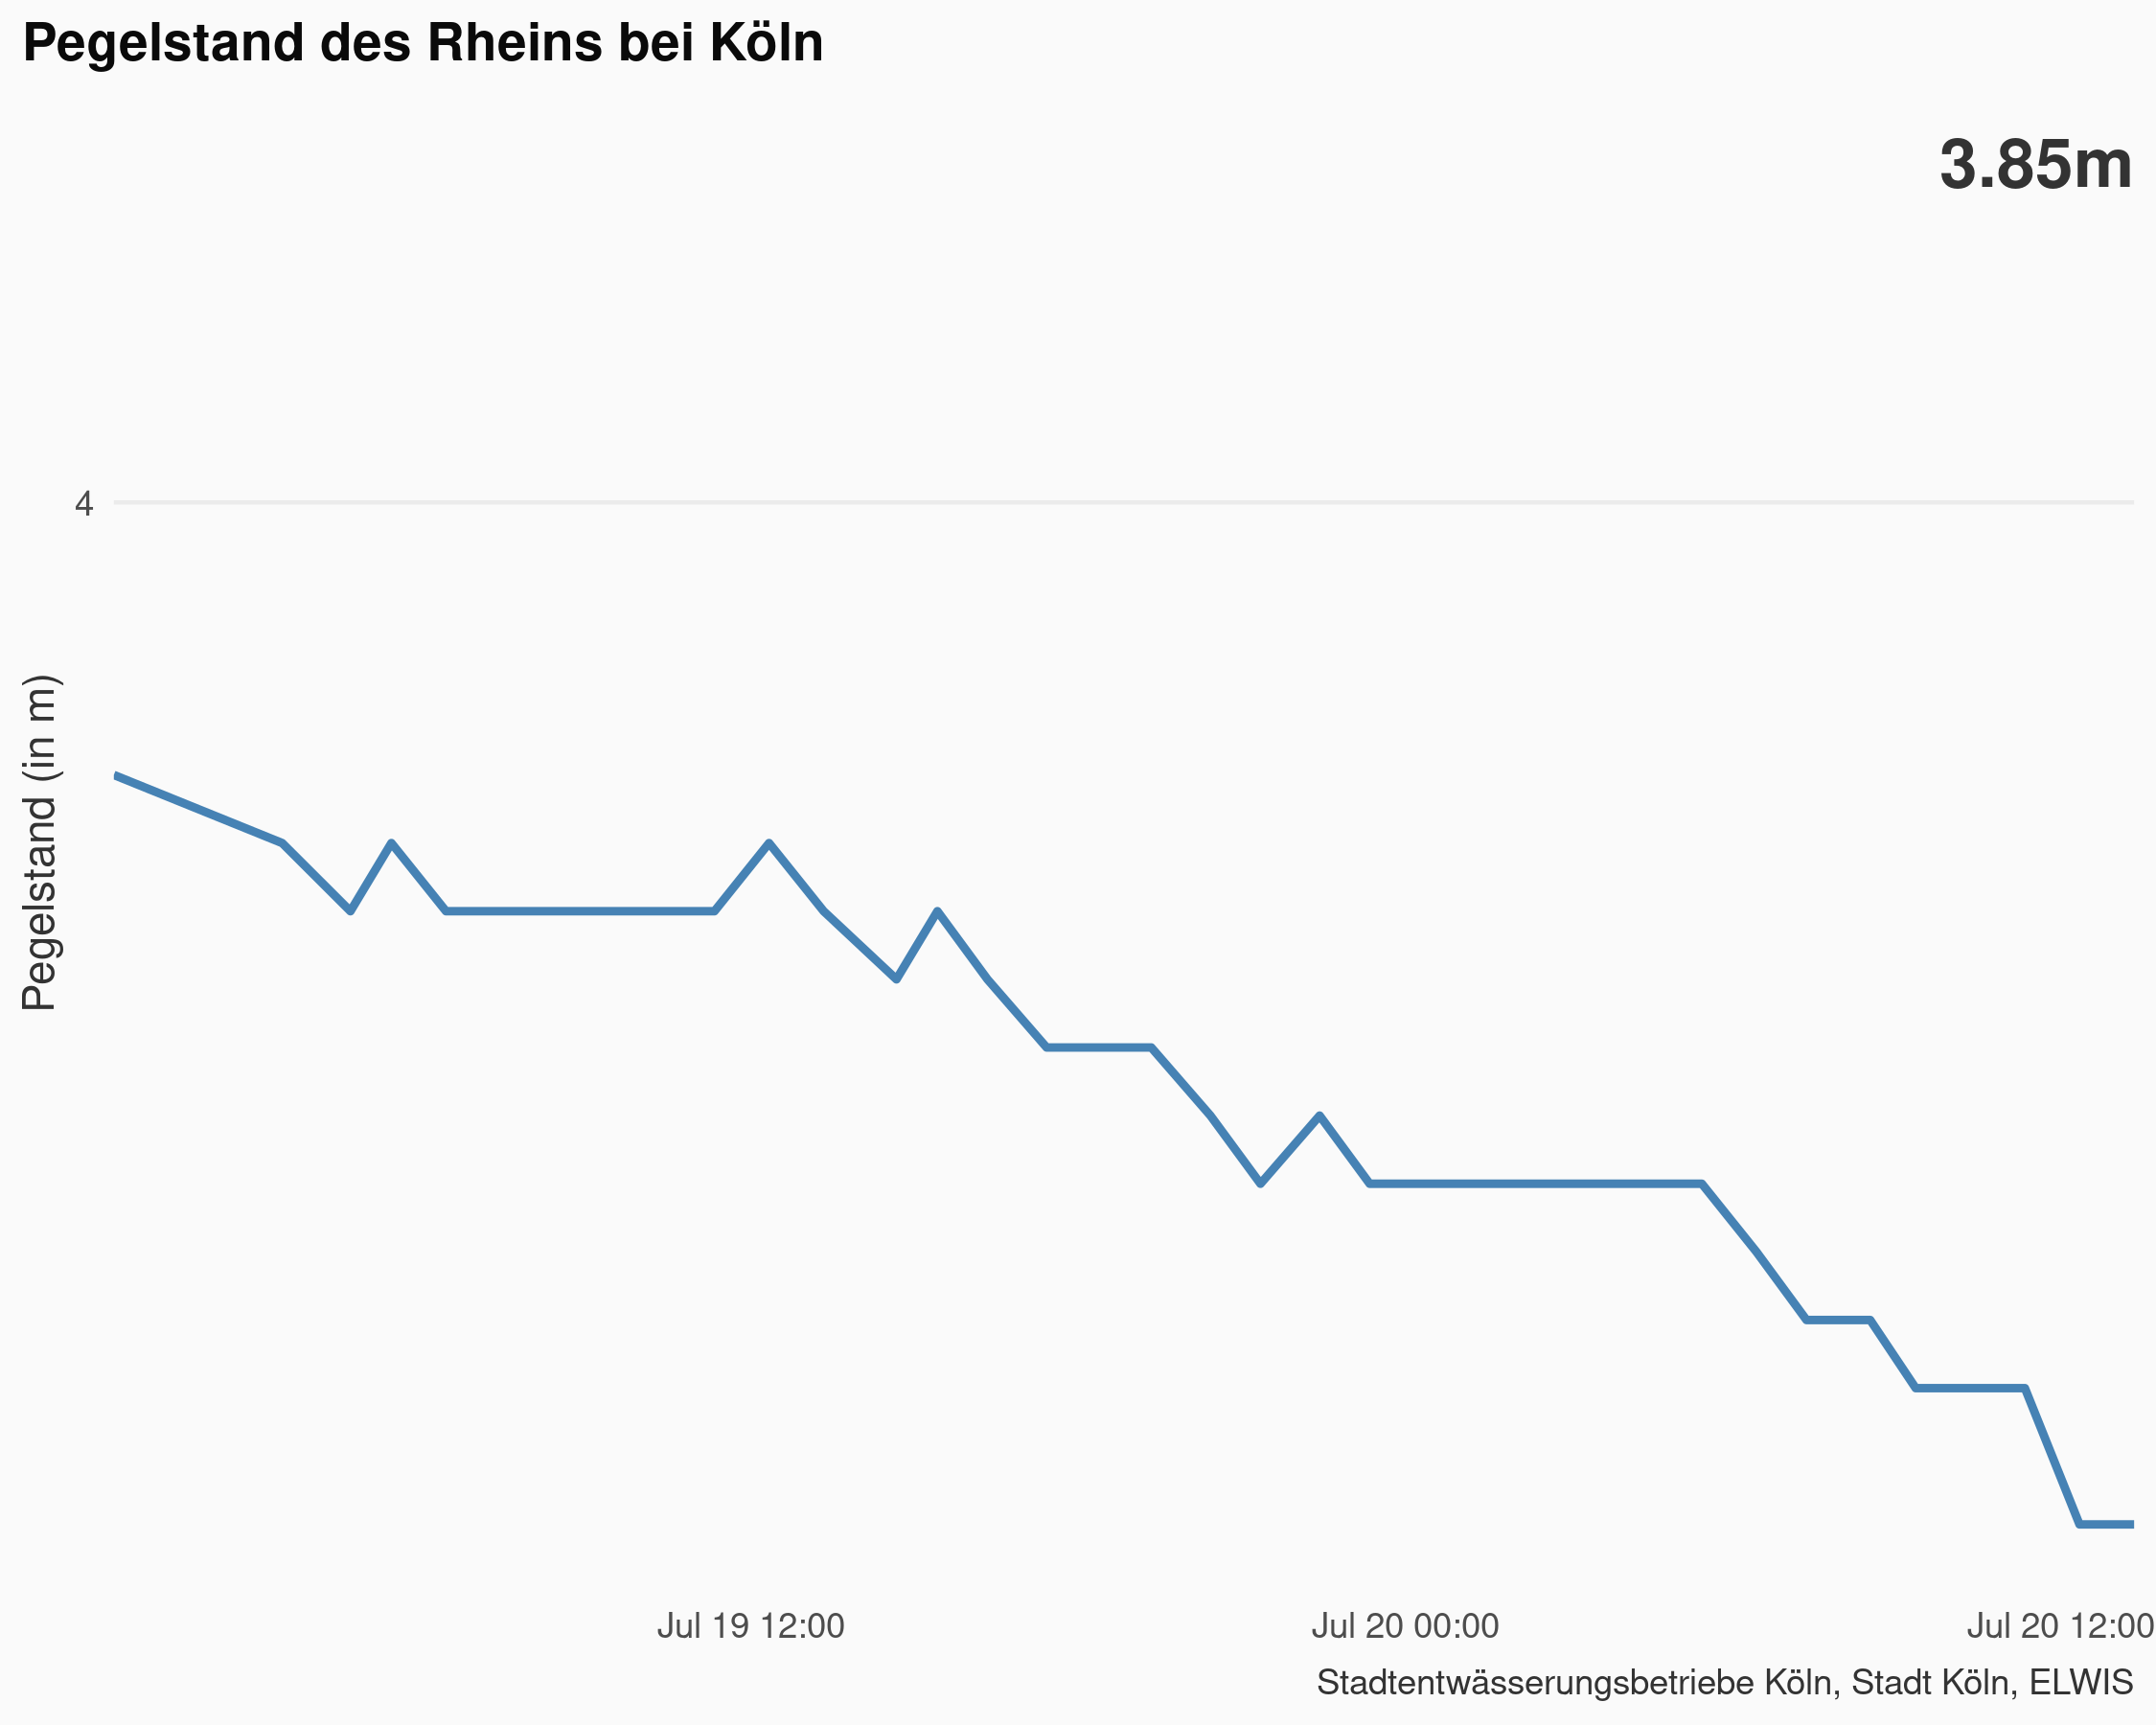 Pegelstand des Rheins bei Köln
3.85m
4
Pegelstand (in m)
Jul 19 12:00
Jul 20 00:00
Jul 20 12:00
Stadtentwässerungsbetriebe Köln, Stadt Köln, ELWIS